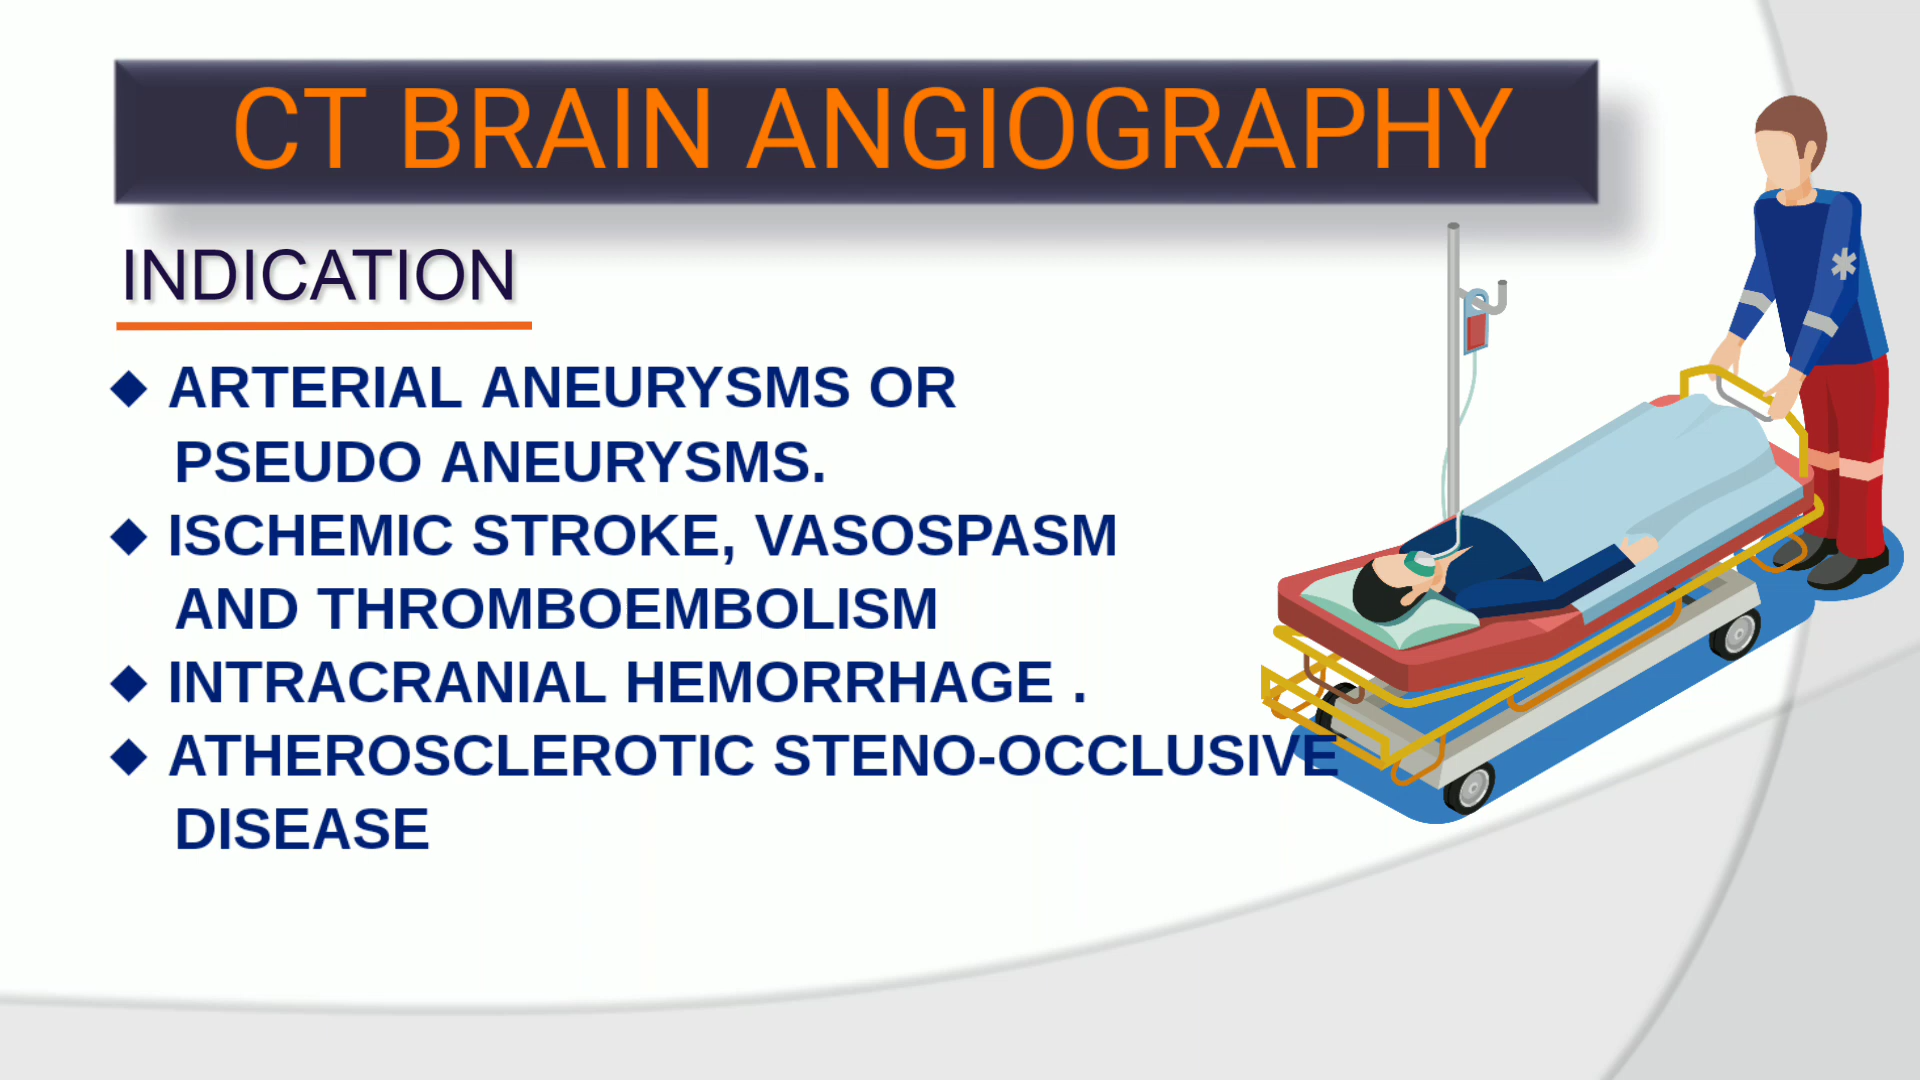 CT BRAIN ANGIOGRAPHY
INDICATION
◆ ARTERIAL ANEURYSMS OR
PSEUDO ANEURYSMS.
◆ ISCHEMIC STROKE, VASOSPASM
AND THROMBOEMBOLISM
◆ INTRACRANIAL HEMORRHAGE .
◆ ATHEROSCLEROTIC STENO-OCCLUSIVE
DISEASE